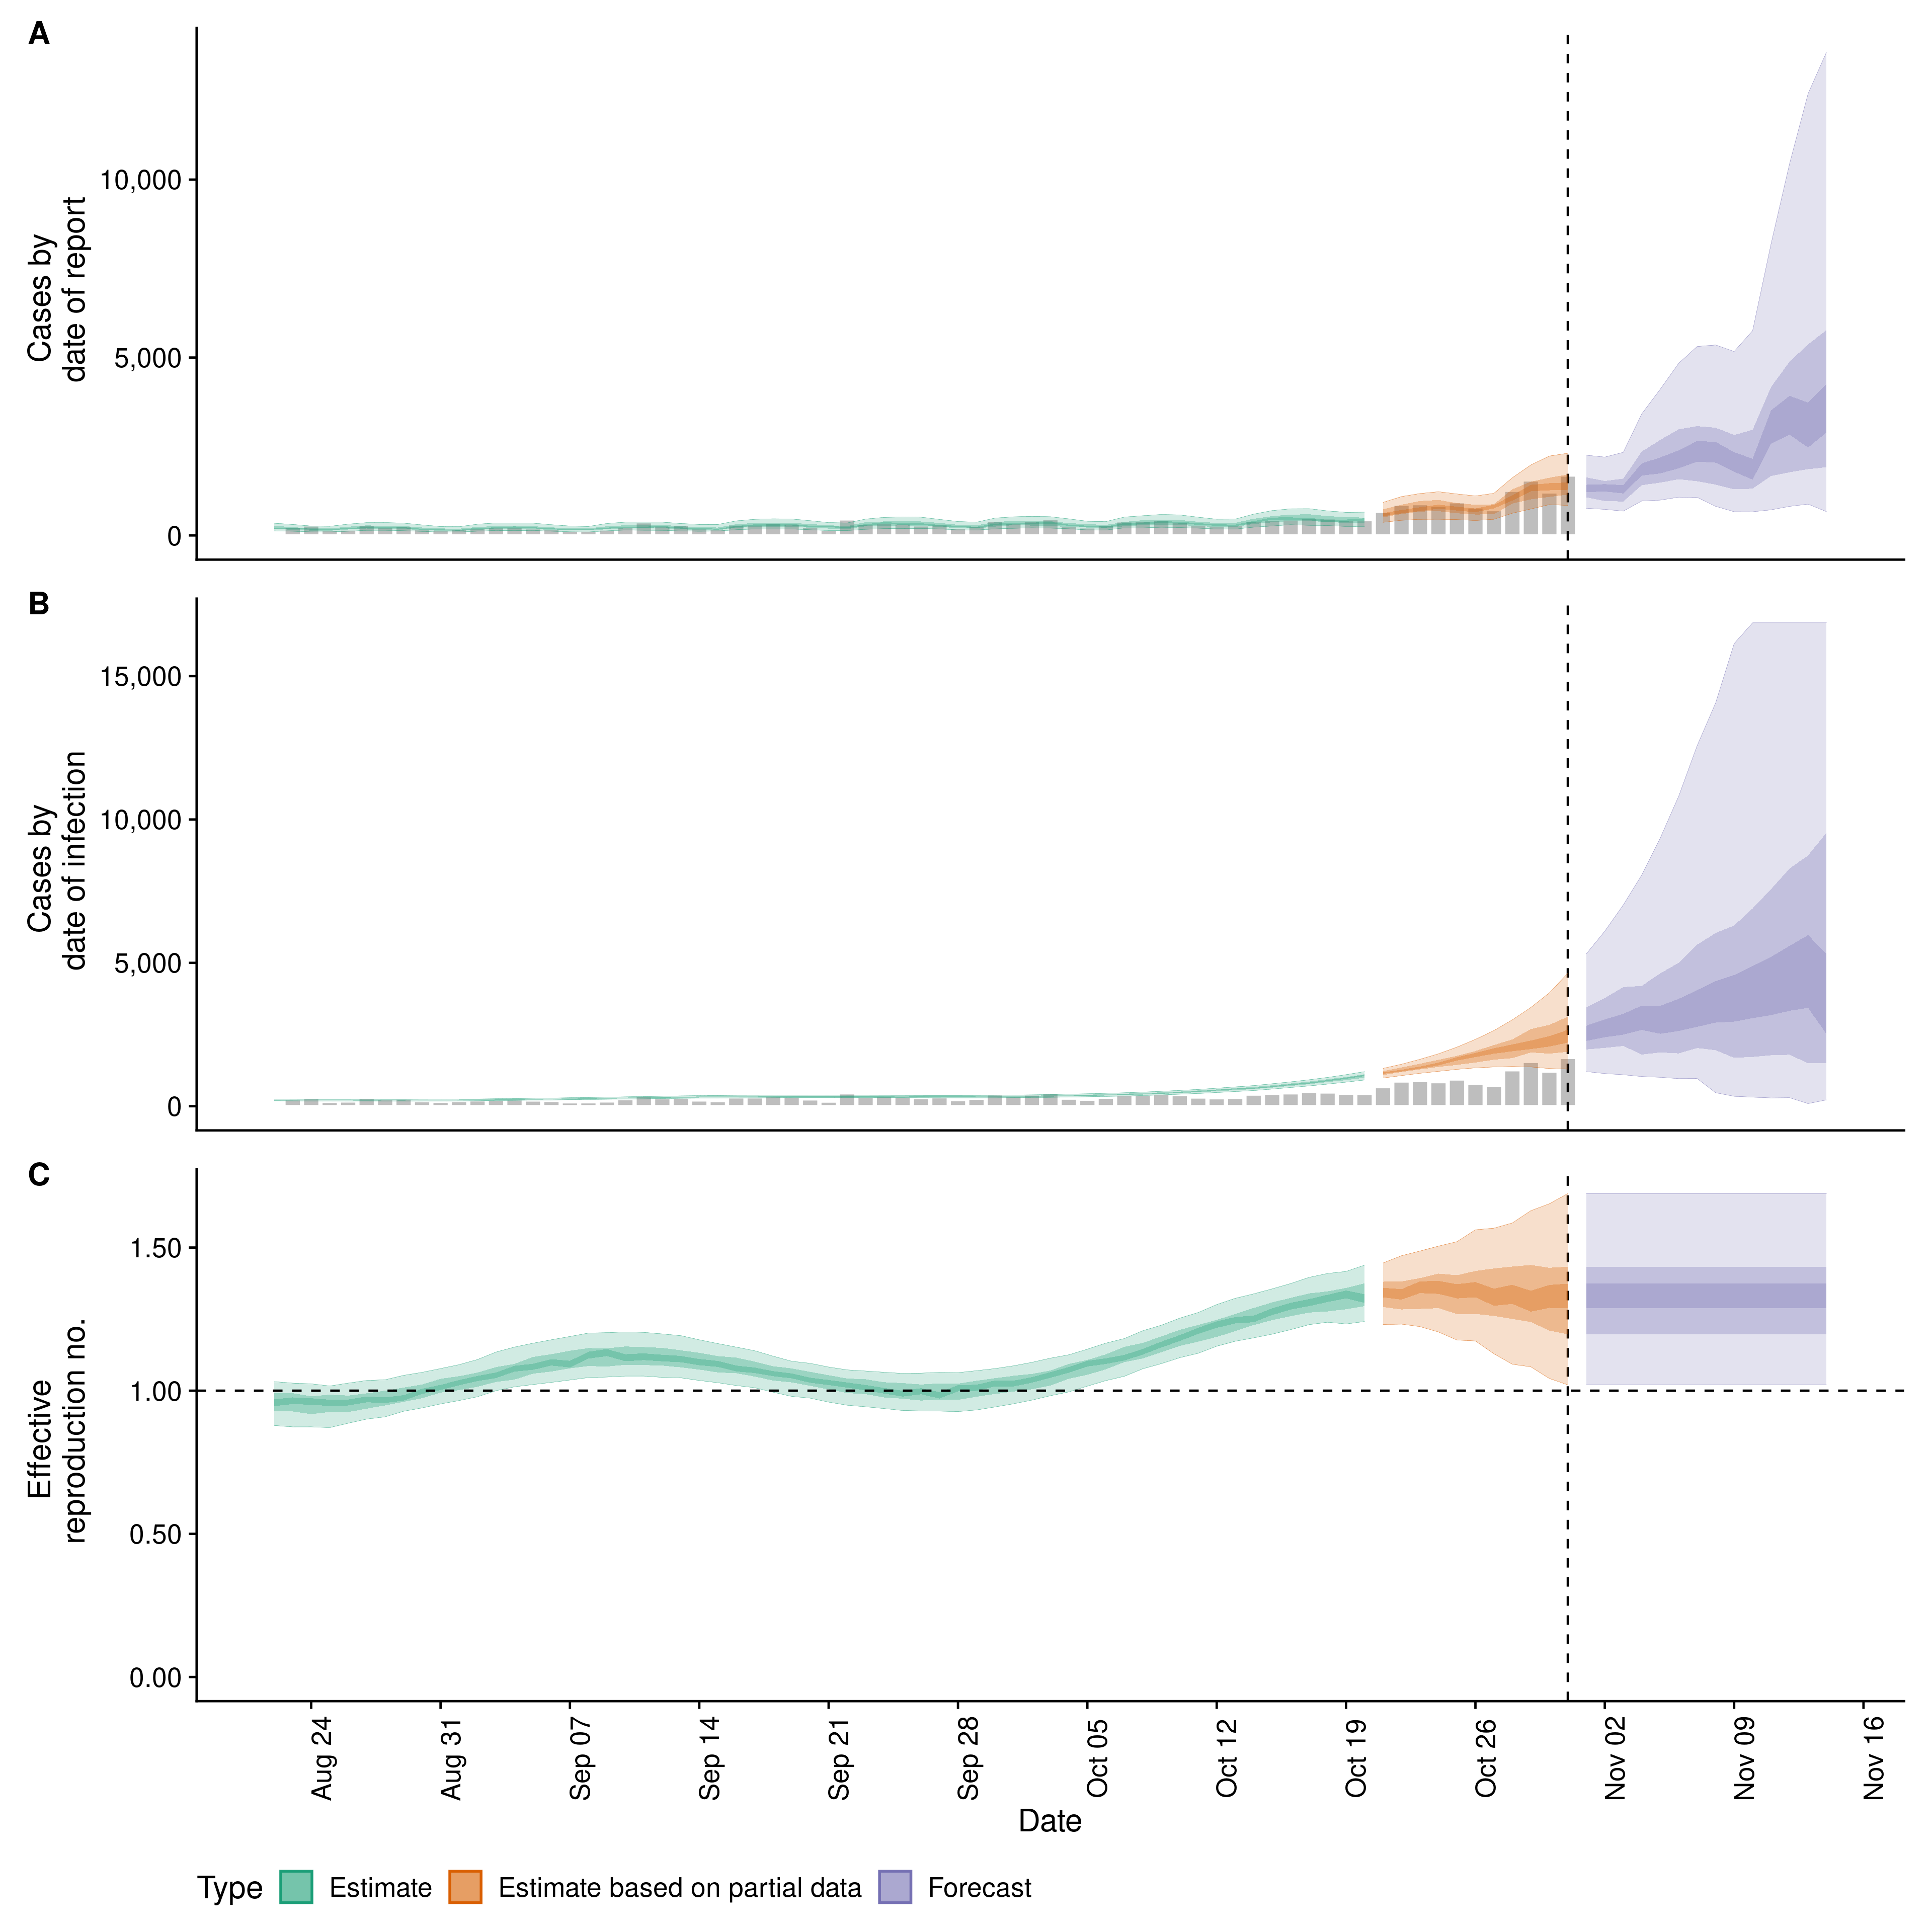 A
Cases by
date of report
10,000
5,000
0
B
Cases by
date of infection
15,000
10,000
5,000
0
C
Effective
reproduction no.
1.50
1.00
0.50
0.00
Aug 24
Aug 31
Sep 07
Sep 14
Sep 21
Sep 28
Oct 05
Oct 12
Oct 19
Oct 26
Nov 02
Nov 09
Nov 16
Date
Type Estimate Estimate based on partial data Forecast